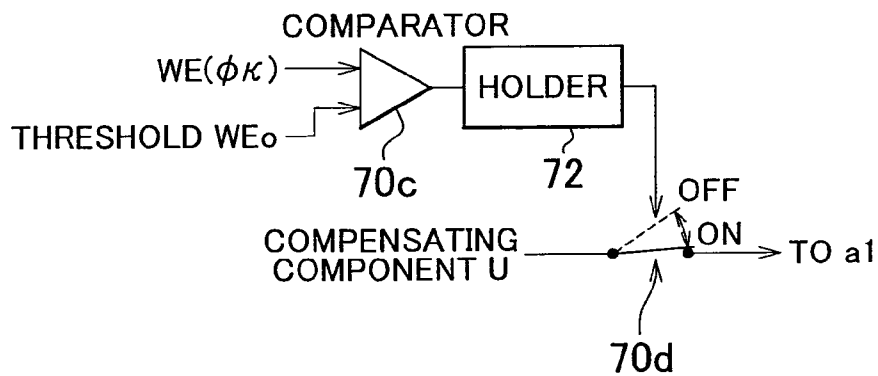 COMPARATOR
WE(φκ)
HOLDER
THRESHOLD WEo
70c
72
OFF
ON
COMPENSATING
COMPONENT U
TO a1
70d